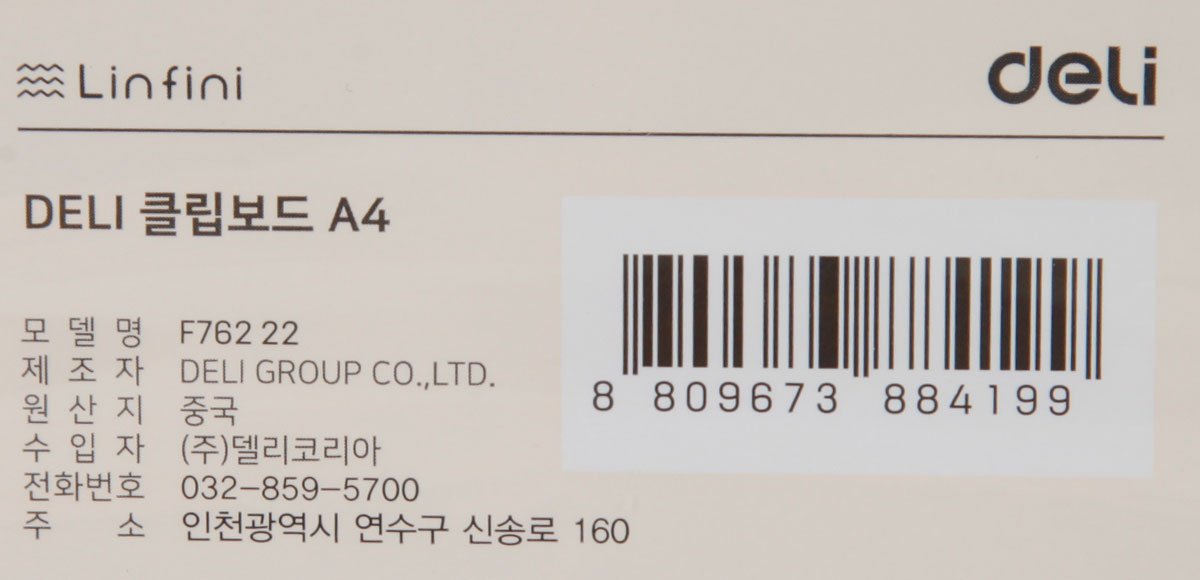 Linfini
deli
DELI 클립보드 A4
모델명 F762 22
제조자 DELI GROUP CO.,LTD.
원산지 중국
수입자 (주)델리코리아
전화번호 032-859-5700
주소 인천광역시 연수구 신송로 160
8 809673 884199